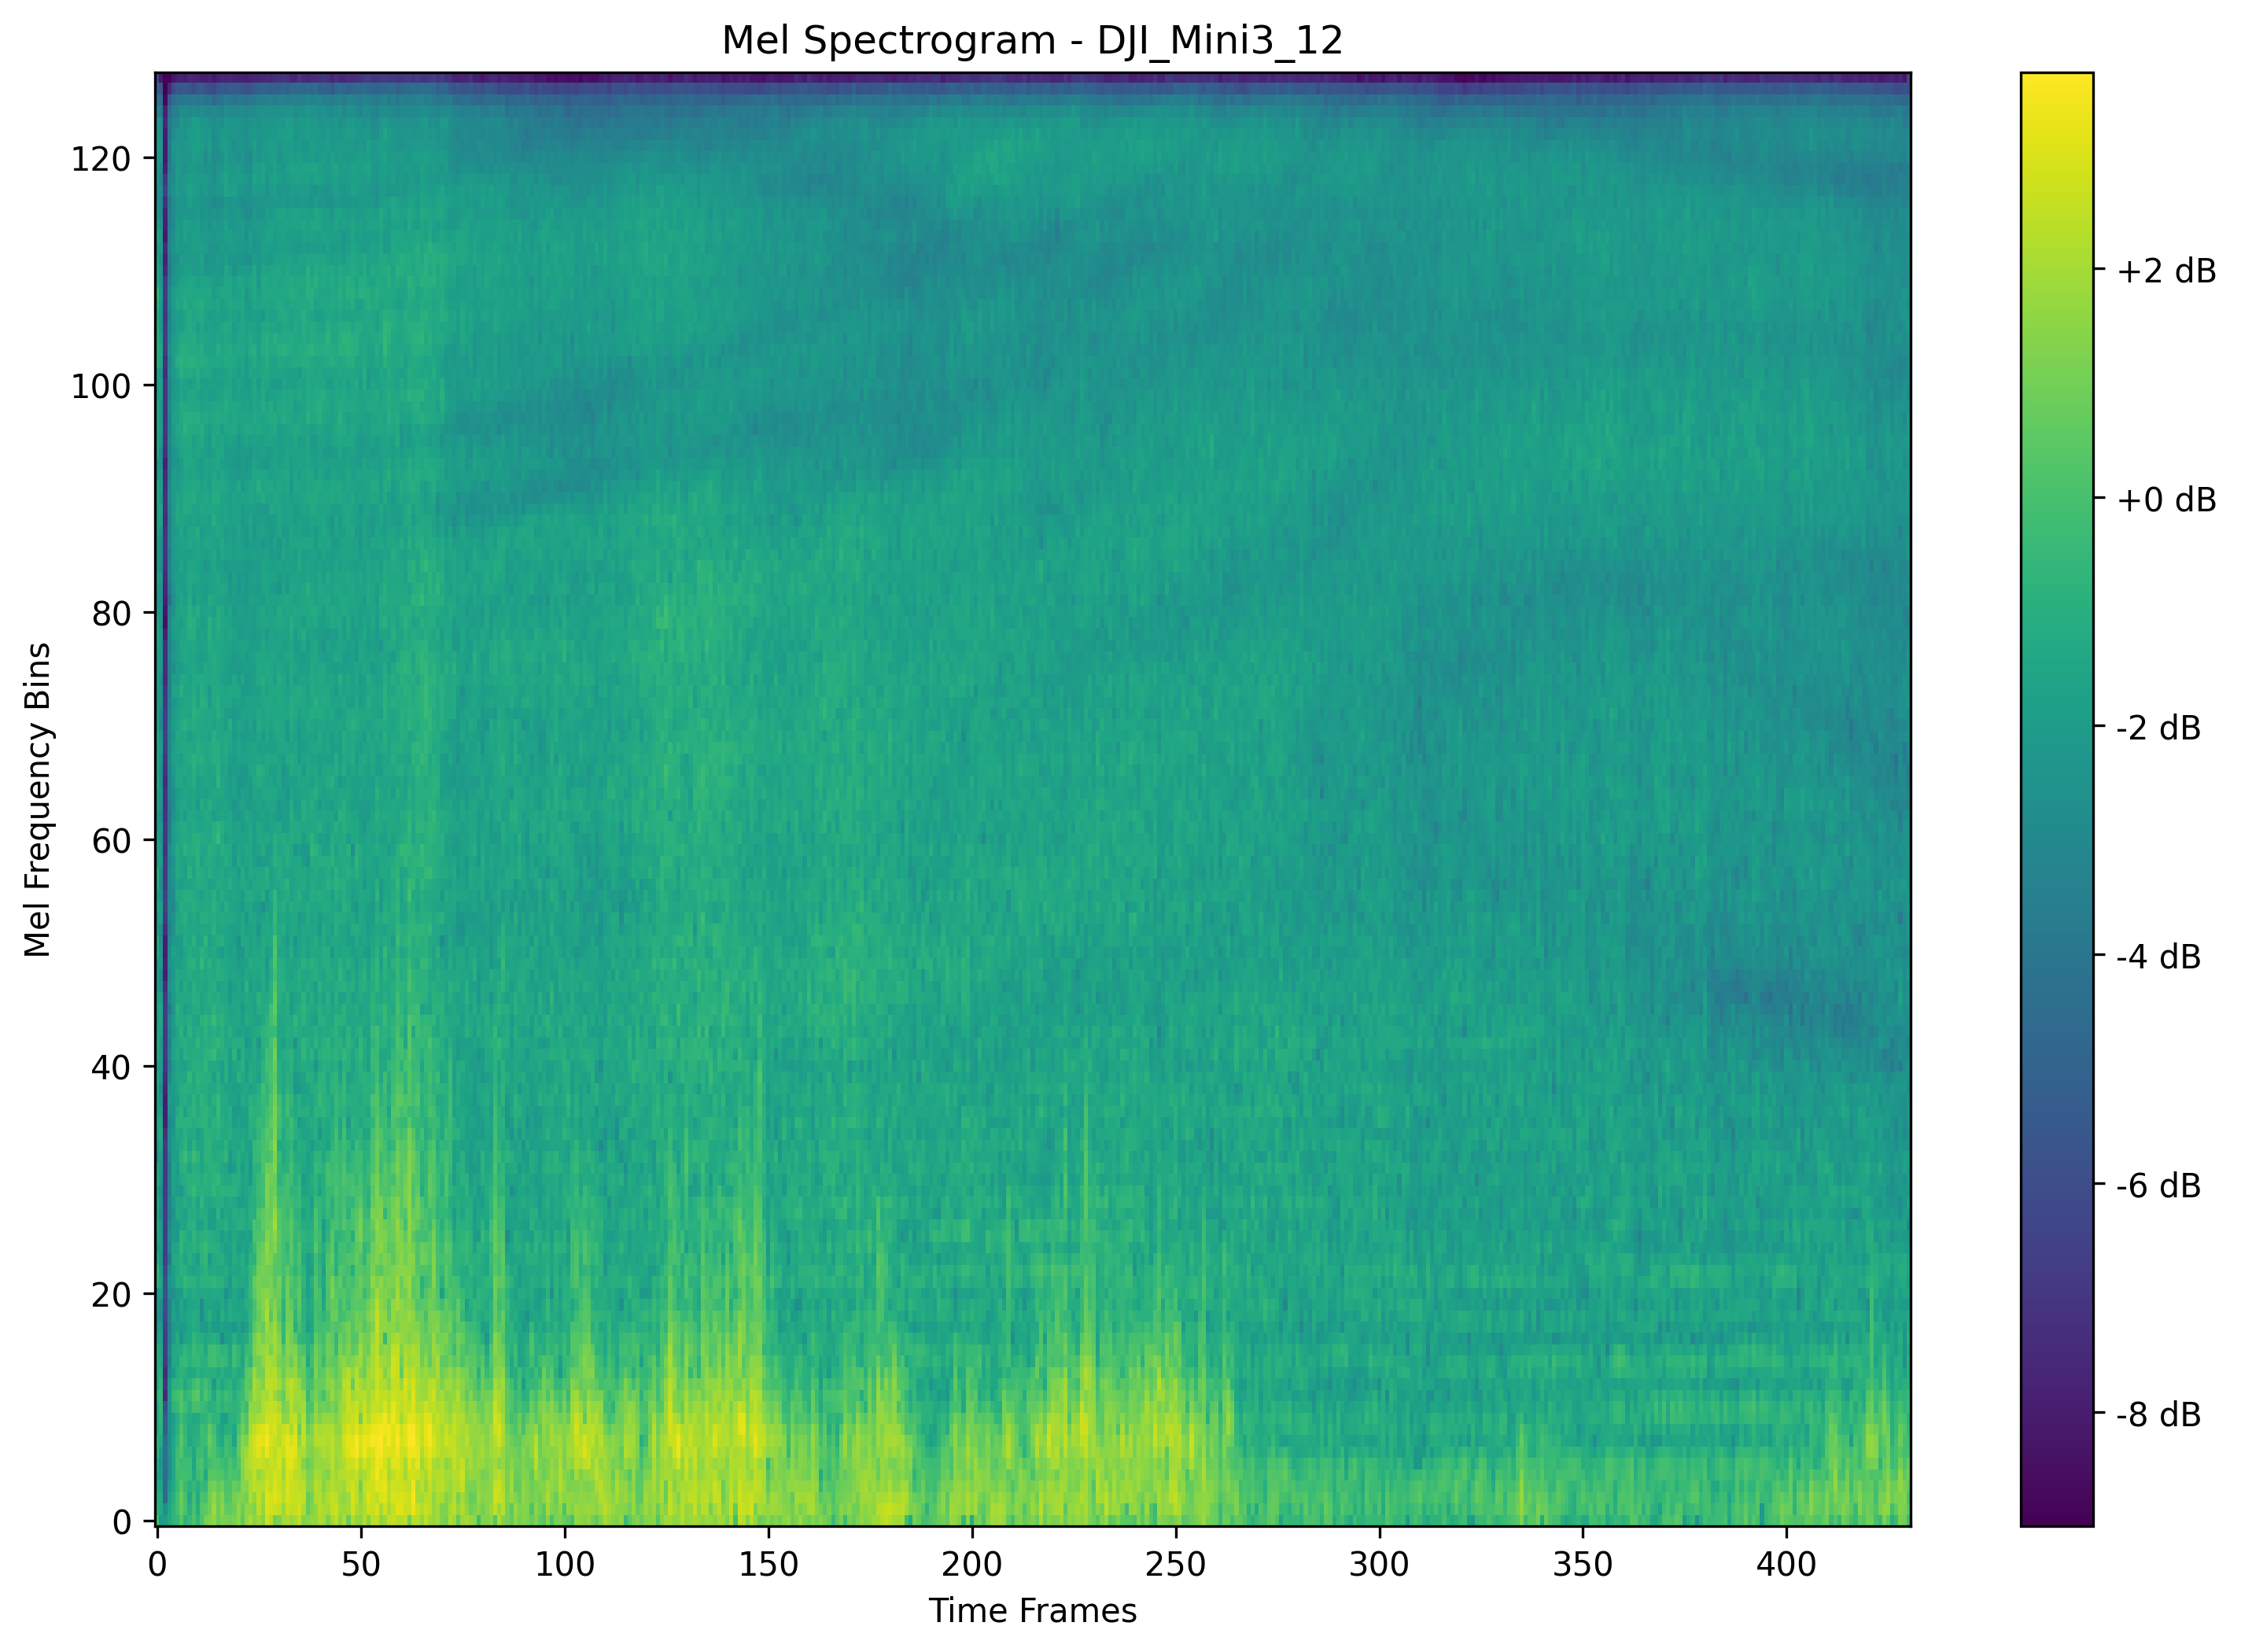 Mel Spectrogram - DJI_Mini3_12
Mel Frequency Bins
120
100
80
60
40
20
0
0 50 100 150 200 250 300 350 400
Time Frames
+2 dB
+0 dB
-2 dB
-4 dB
-6 dB
-8 dB